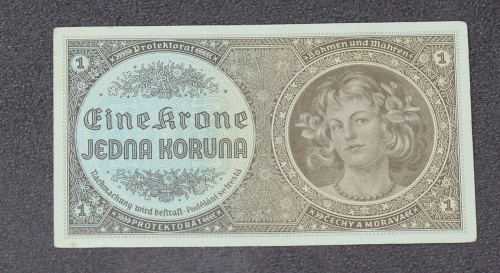 Protektorat
Böhmen und Mähren
1
1
Eine Krone
JEDNA KORUNA
Nachmachung wird bestraft · Padělání se trestá
1
1
PROTEKTORÁT
ČECHY A MORAVA